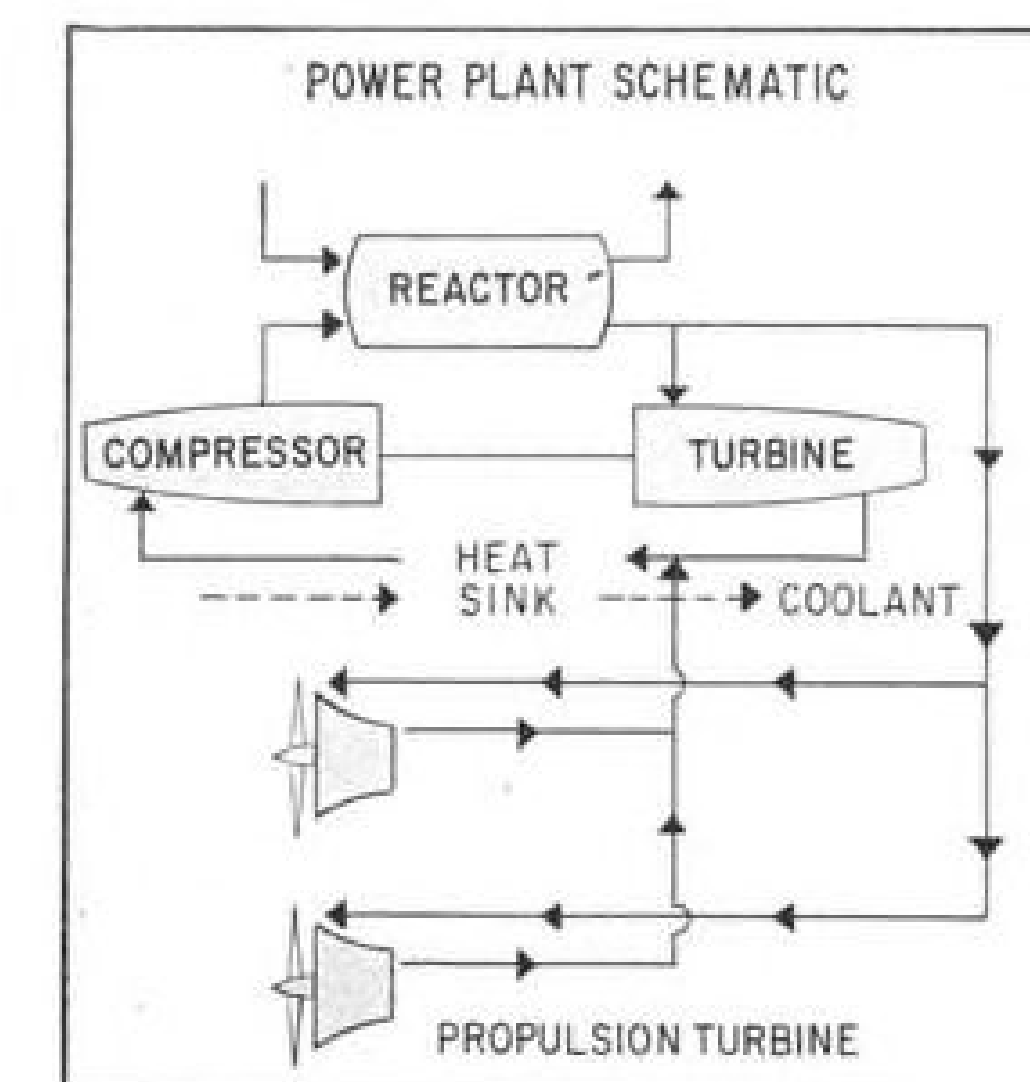 POWER PLANT SCHEMATIC
REACTOR
COMPRESSOR
TURBINE
HEAT
SINK
COOLANT
PROPULSION TURBINE